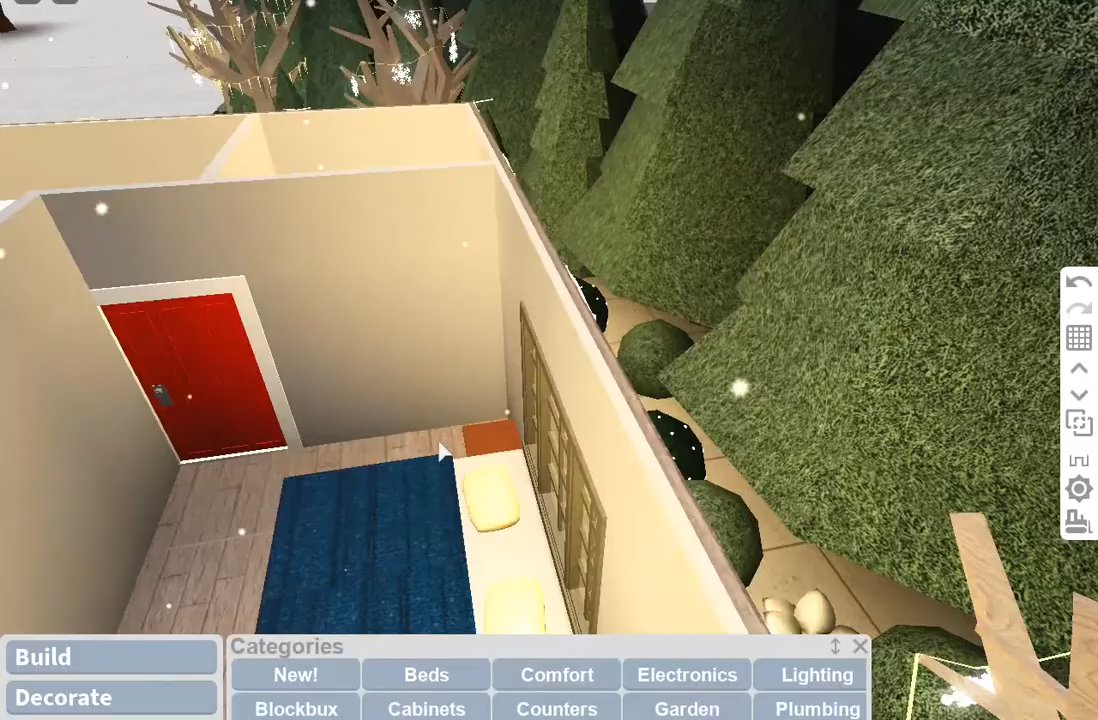 Build
Decorate
Categories
New! Beds Comfort Electronics Lighting
Blockbux Cabinets Counters Garden Plumbing